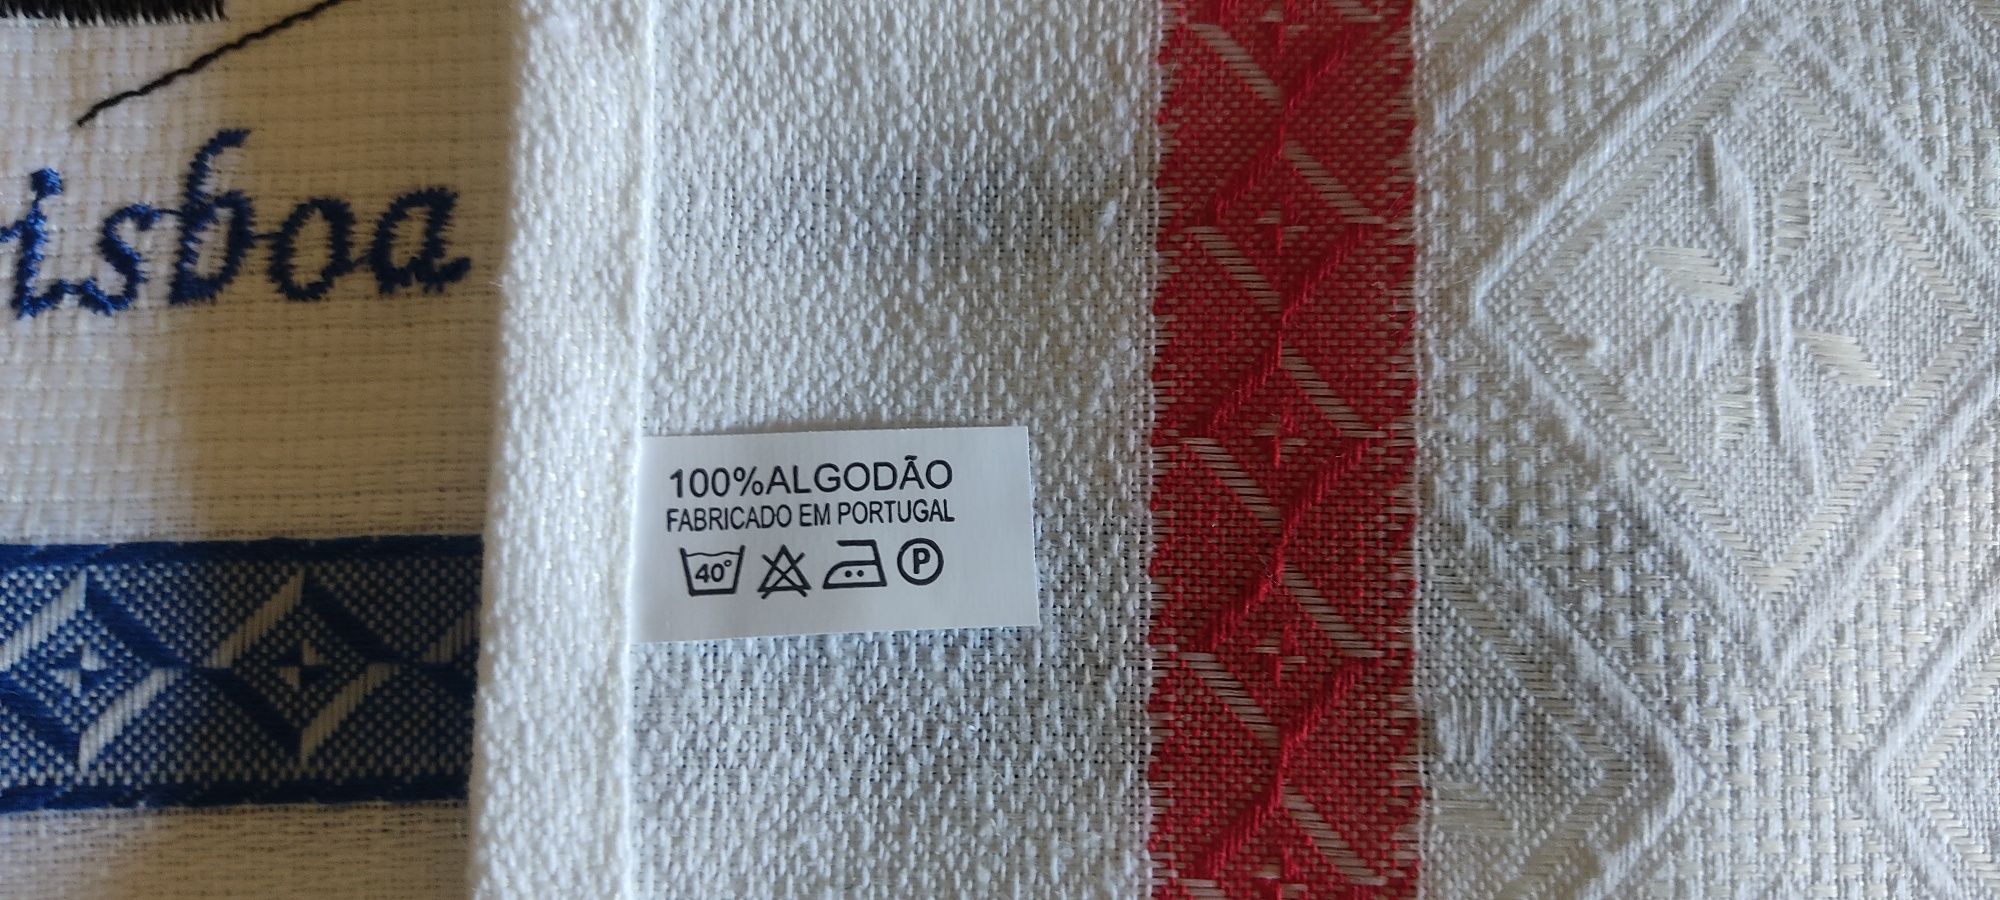 isboa
100%ALGODÃO
FABRICADO EM PORTUGAL
40°
P